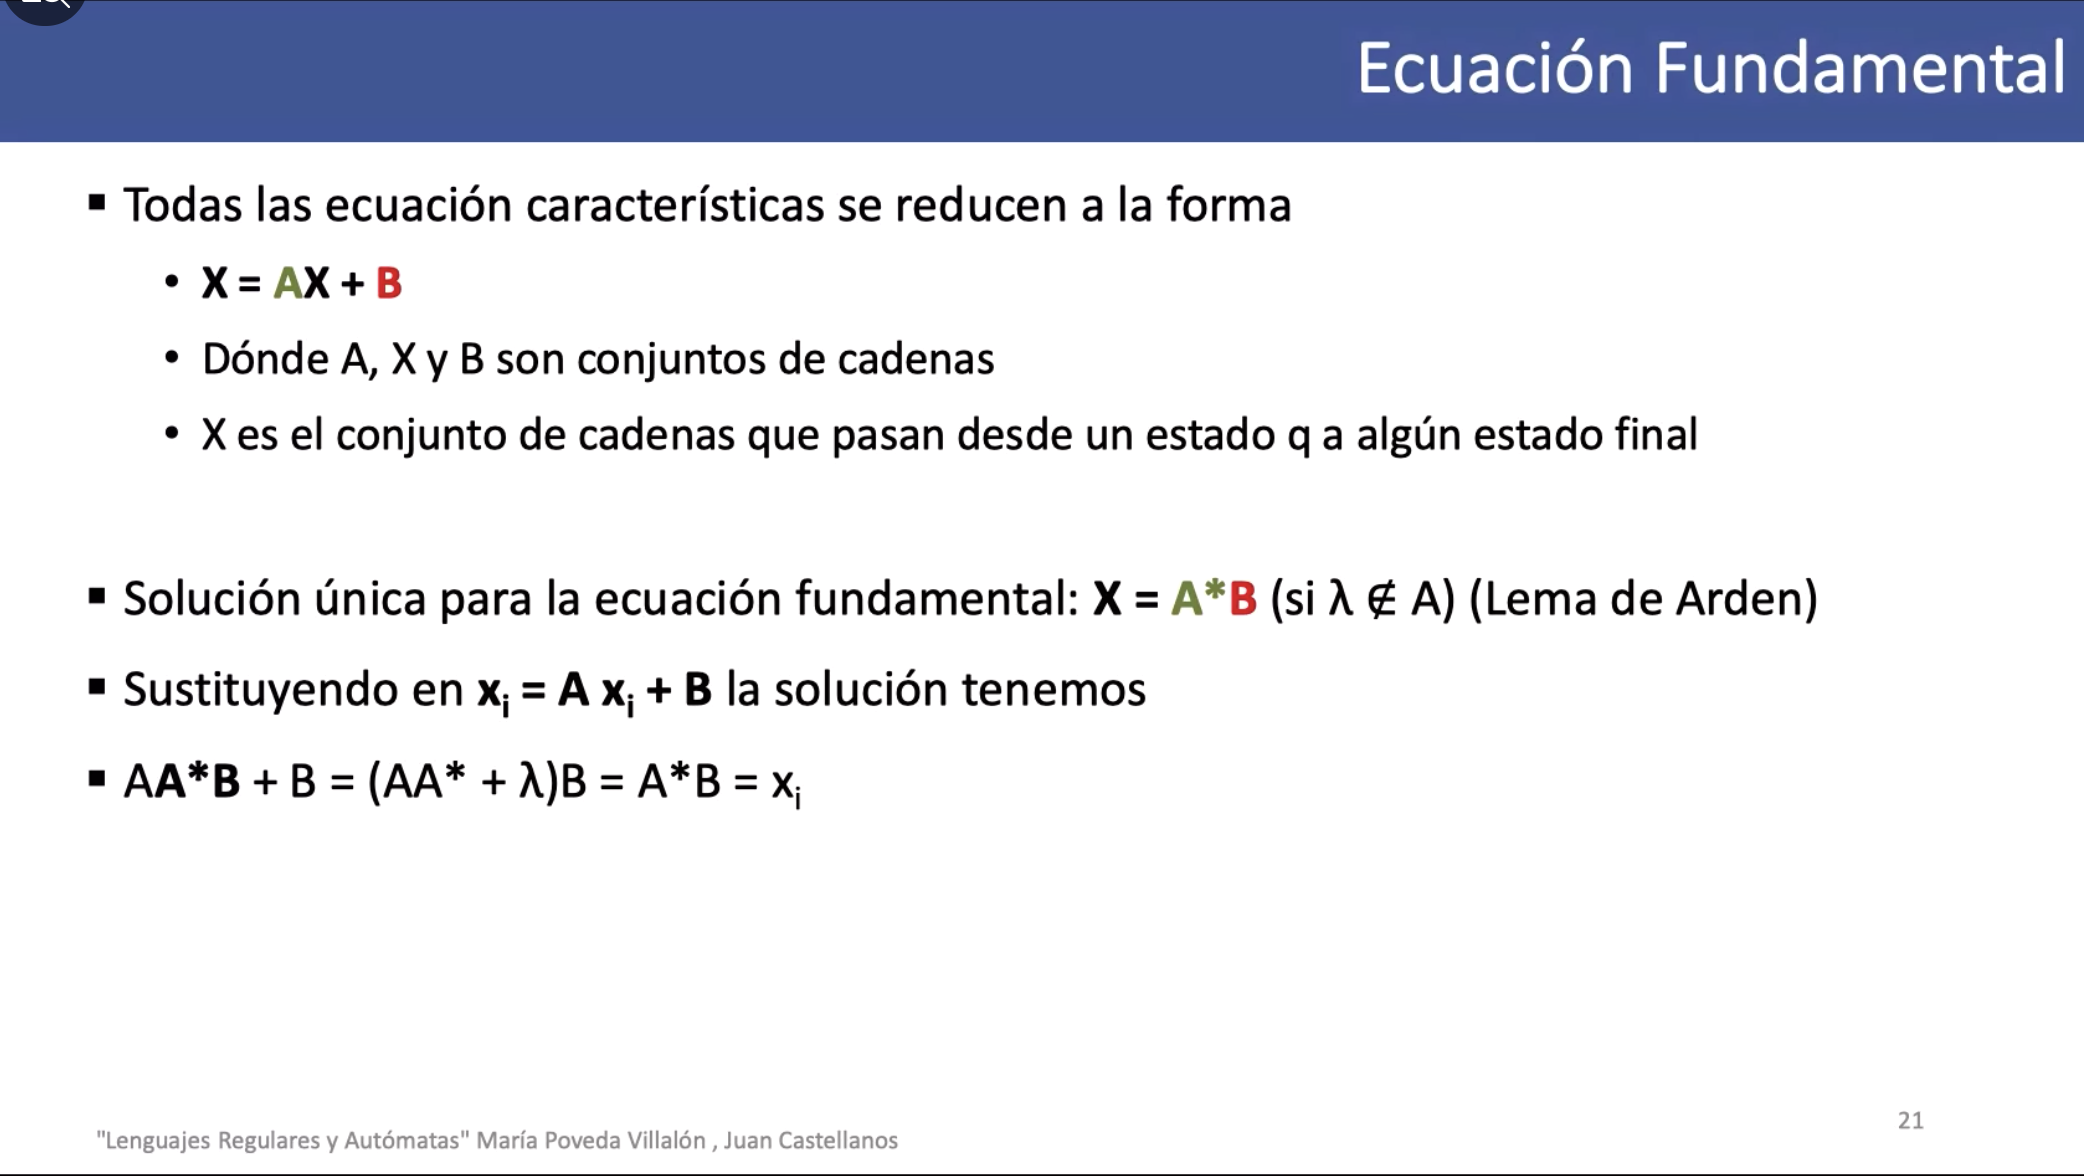 Ecuación Fundamental
▪ Todas las ecuación características se reducen a la forma
• X = AX + B
• Dónde A, X y B son conjuntos de cadenas
• X es el conjunto de cadenas que pasan desde un estado q a algún estado final
▪ Solución única para la ecuación fundamental: X = A*B (si λ ∉ A) (Lema de Arden)
▪ Sustituyendo en xᵢ = A xᵢ + B la solución tenemos
▪ AA*B + B = (AA* + λ)B = A*B = xᵢ
21
"Lenguajes Regulares y Autómatas" María Poveda Villalón , Juan Castellanos